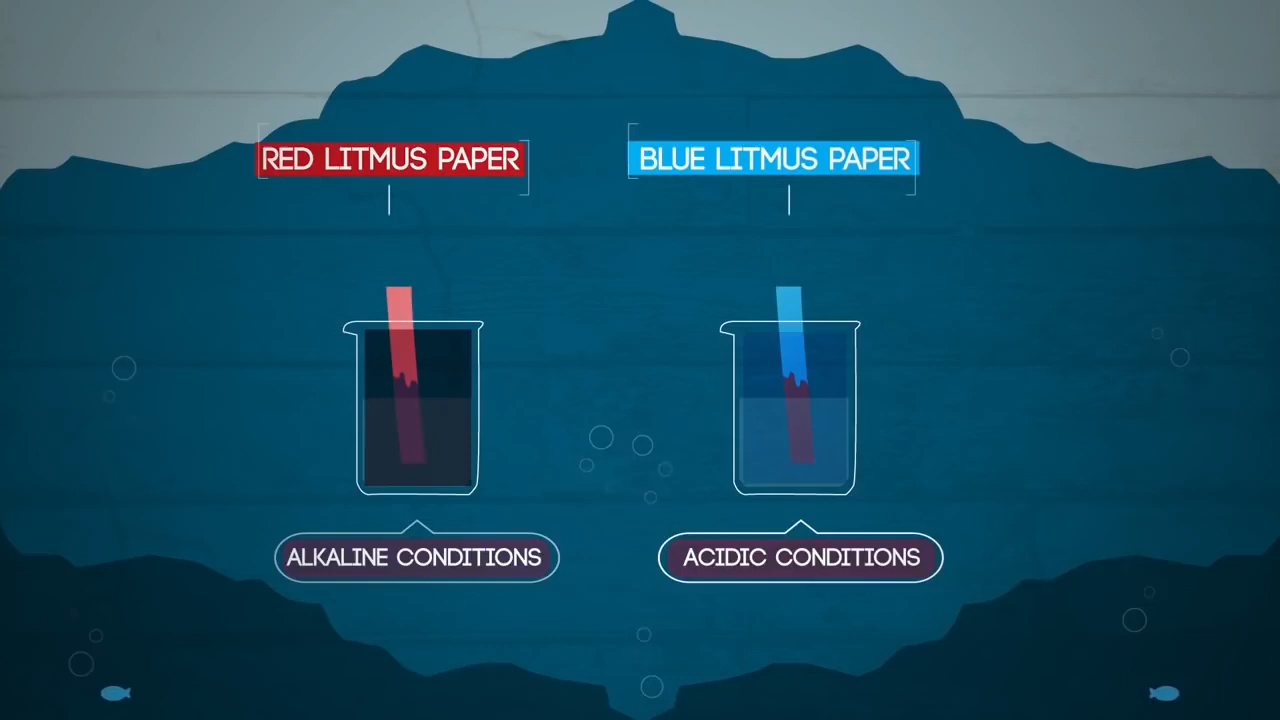 RED LITMUS PAPER
BLUE LITMUS PAPER
ALKALINE CONDITIONS
ACIDIC CONDITIONS